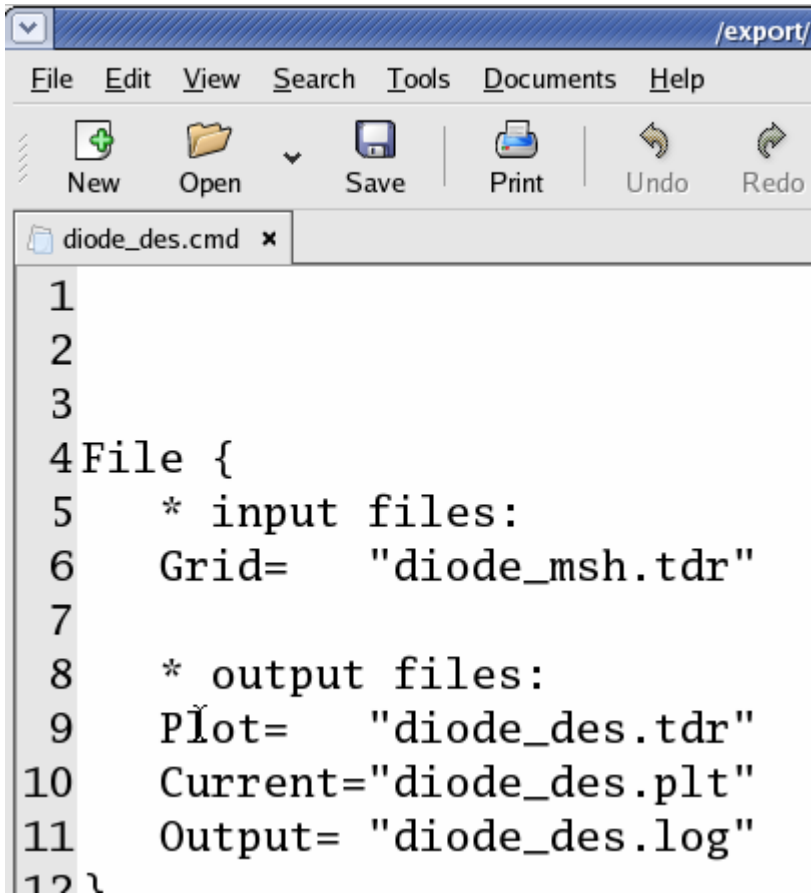 /export/
File Edit View Search Tools Documents Help
New Open Save Print Undo Redo
diode_des.cmd
1
2
3
4 File {
5 * input files:
6 Grid= "diode_msh.tdr"
7
8 * output files:
9 Plot= "diode_des.tdr"
10 Current="diode_des.plt"
11 Output= "diode_des.log"
12 }